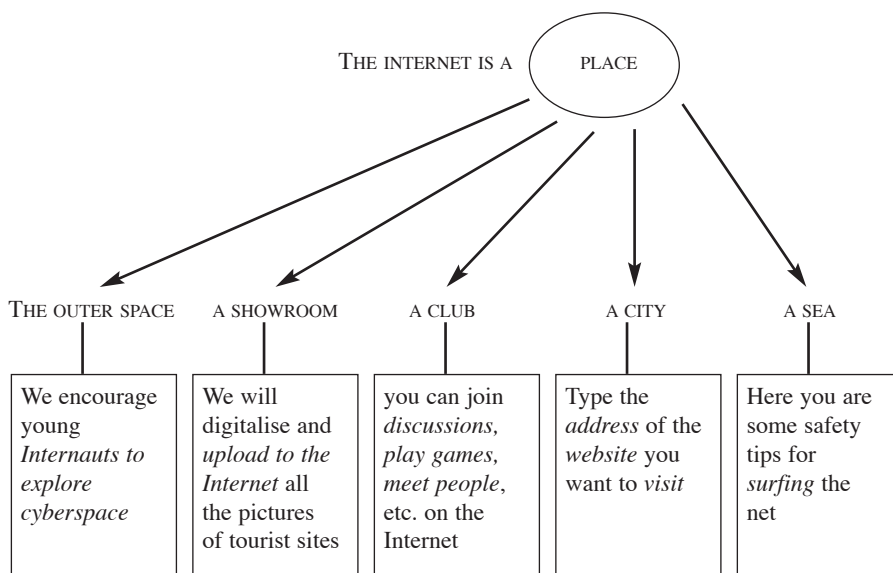 THE INTERNET IS A PLACE
THE OUTER SPACE
A SHOWROOM
A CLUB
A CITY
A SEA
We encourage
young
Internauts to
explore
cyberspace
We will
digitalise and
upload to the
Internet all
the pictures
of tourist sites
you can join
discussions,
play games,
meet people,
etc. on the
Internet
Type the
address of the
website you
want to visit
Here you are
some safety
tips for
surfing the
net